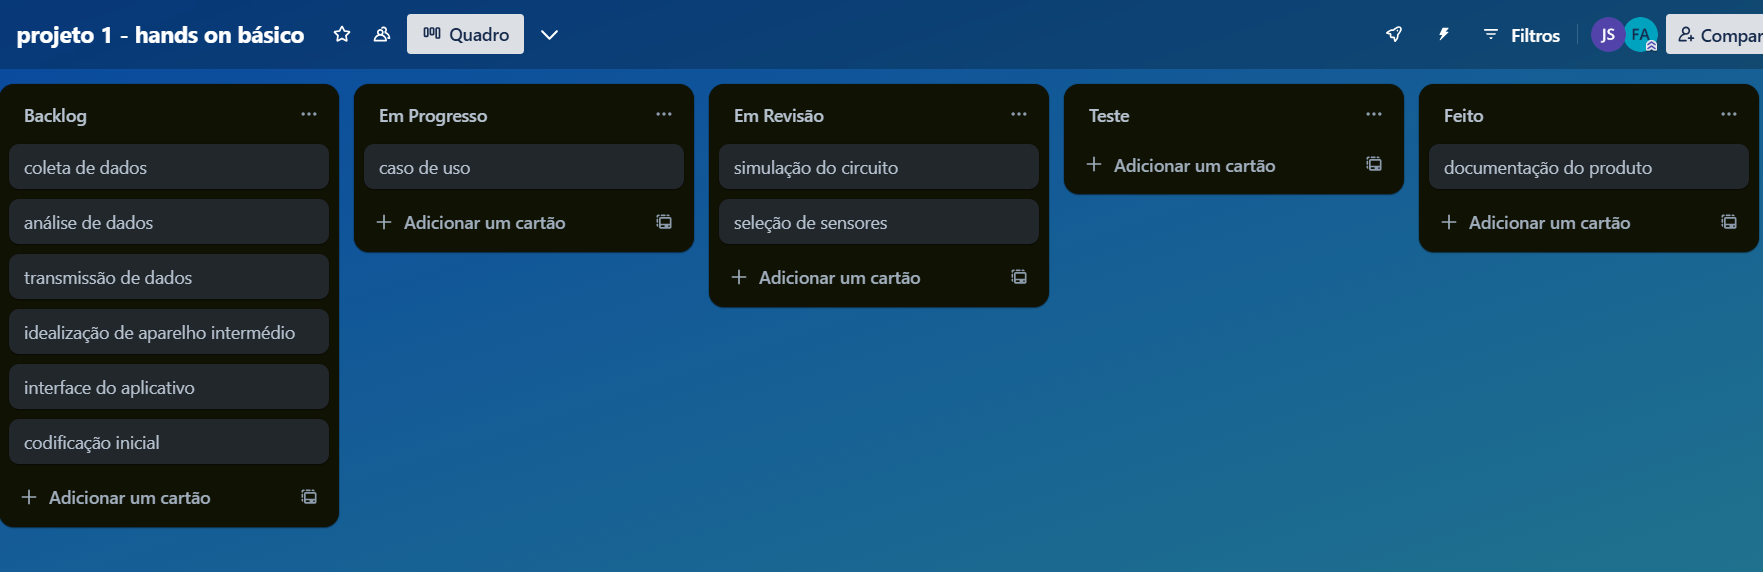 projeto 1 - hands on básico
Quadro
Filtros
JS
FA
Compar
Backlog
coleta de dados
análise de dados
transmissão de dados
idealização de aparelho intermédio
interface do aplicativo
codificação inicial
Adicionar um cartão
Em Progresso
caso de uso
Adicionar um cartão
Em Revisão
simulação do circuito
seleção de sensores
Adicionar um cartão
Teste
Adicionar um cartão
Feito
documentação do produto
Adicionar um cartão